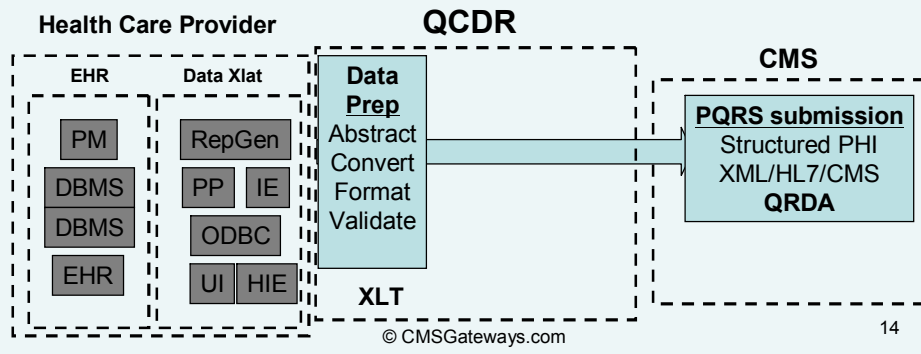 Health Care Provider
QCDR
CMS
EHR
Data Xlat
PM
DBMS
DBMS
EHR
RepGen
PP
IE
ODBC
UI
HIE
Data
Prep
Abstract
Convert
Format
Validate
XLT
PQRS submission
Structured PHI
XML/HL7/CMS
QRDA
© CMSGateways.com
14